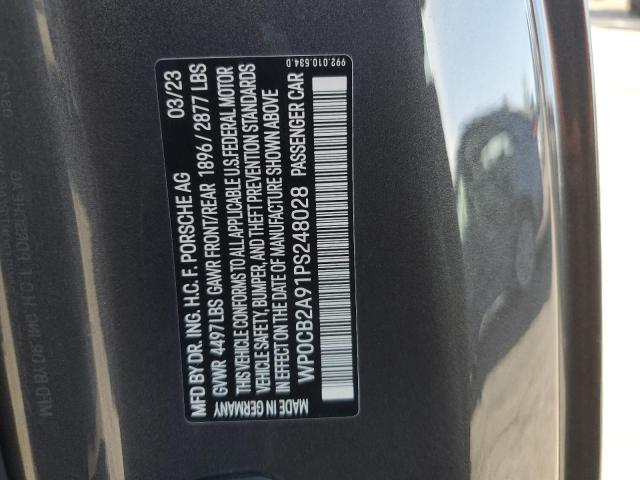 MFD BY DR. ING. H.C. F. PORSCHE AG 03/23
GVWR 4497 LBS GAWR FRONT/REAR 1896/2877 LBS
THIS VEHICLE CONFORMS TO ALL APPLICABLE U.S. FEDERAL MOTOR
VEHICLE SAFETY, BUMPER, AND THEFT PREVENTION STANDARDS
IN EFFECT ON THE DATE OF MANUFACTURE SHOWN ABOVE
WP0CB2A91PS248028 PASSENGER CAR
MADE IN GERMANY
992.010.534.D